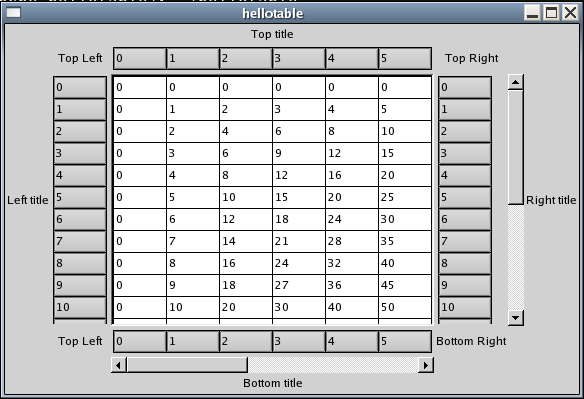 hellotable
Top title
Top Left 0 1 2 3 4 5 Top Right
0 0 0 0 0 0 0 0
1 0 1 2 3 4 5 1
2 0 2 4 6 8 10 2
3 0 3 6 9 12 15 3
4 0 4 8 12 16 20 4
5 0 5 10 15 20 25 5
Left title Right title
6 0 6 12 18 24 30 6
7 0 7 14 21 28 35 7
8 0 8 16 24 32 40 8
9 0 9 18 27 36 45 9
10 0 10 20 30 40 50 10
Top Left 0 1 2 3 4 5 Bottom Right
Bottom title